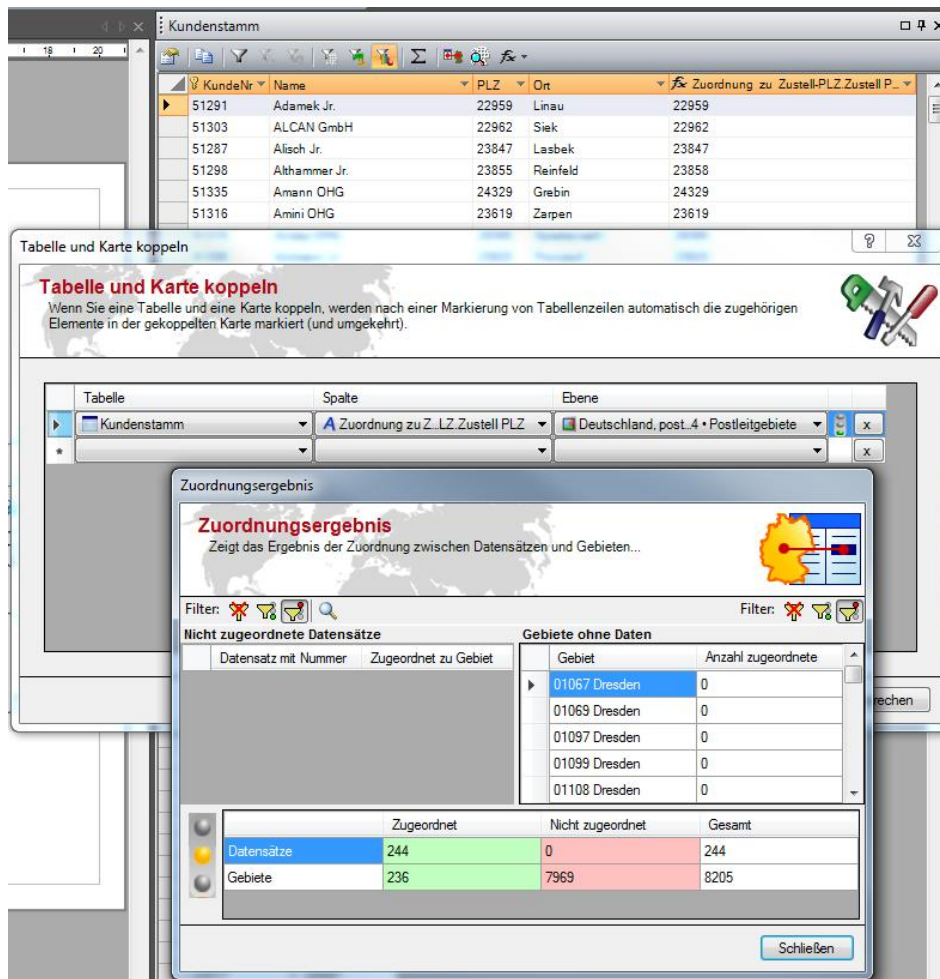 Kundenstamm
18 20
KundeNr Name PLZ Ort fx Zuordnung zu Zustell-PLZ.Zustell P...
51291 Adamek Jr. 22959 Linau 22959
51303 ALCAN GmbH 22962 Siek 22962
51287 Alisch Jr. 23847 Lasbek 23847
51298 Althammer Jr. 23855 Reinfeld 23858
51335 Amann OHG 24329 Grebin 24329
51316 Amini OHG 23619 Zarpen 23619
Tabelle und Karte koppeln
Tabelle und Karte koppeln
Wenn Sie eine Tabelle und eine Karte koppeln, werden nach einer Markierung von Tabellenzeilen automatisch die zugehörigen
Elemente in der gekoppelten Karte markiert (und umgekehrt).
Tabelle Spalte Ebene
Kundenstamm A Zuordnung zu Z...LZ.Zustell PLZ Deutschland, post...4 • Postleitgebiete x
* x
Zuordnungsergebnis
Zuordnungsergebnis
Zeigt das Ergebnis der Zuordnung zwischen Datensätzen und Gebieten...
Filter: Filter:
Nicht zugeordnete Datensätze Gebiete ohne Daten
Datensatz mit Nummer Zugeordnet zu Gebiet Gebiet Anzahl zugeordnete
01067 Dresden 0
01069 Dresden 0
01097 Dresden 0
01099 Dresden 0
01108 Dresden 0
rechen
Zugeordnet Nicht zugeordnet Gesamt
Datensätze 244 0 244
Gebiete 236 7969 8205
Schließen